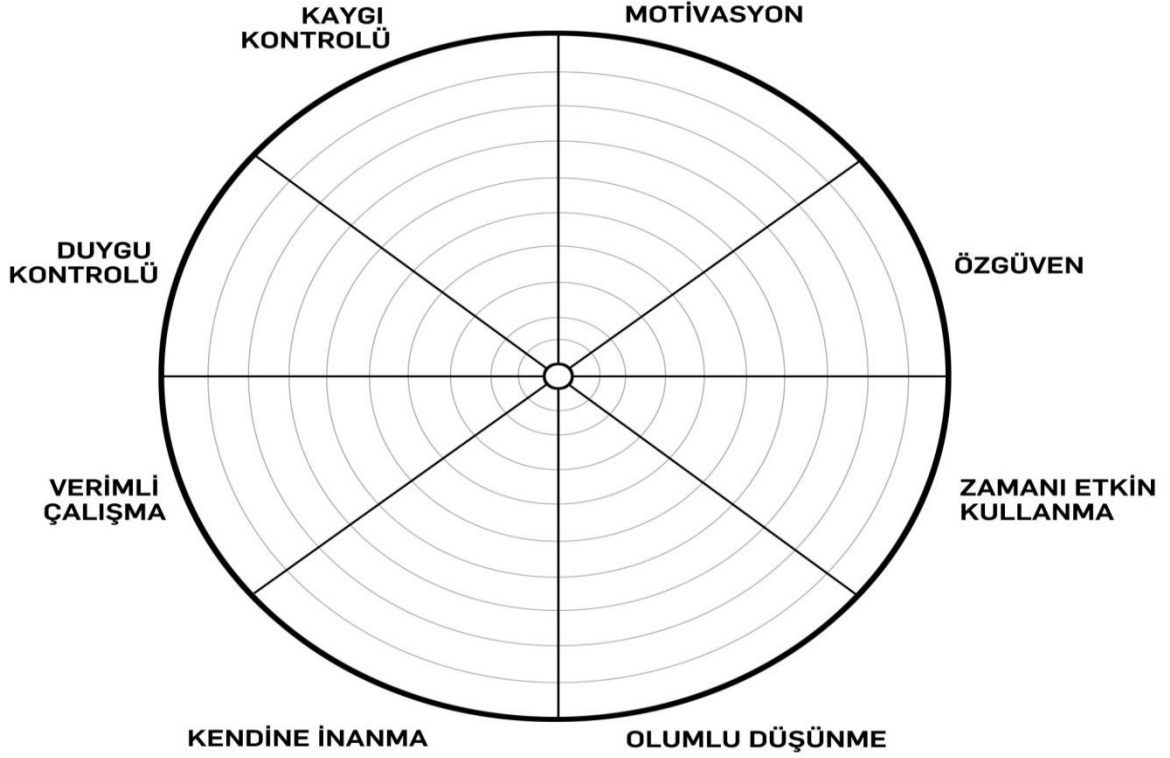 KAYGI
KONTROLÜ
MOTİVASYON
DUYGU
KONTROLÜ
ÖZGÜVEN
VERİMLİ
ÇALIŞMA
ZAMANI ETKİN
KULLANMA
KENDİNE İNANMA
OLUMLU DÜŞÜNME